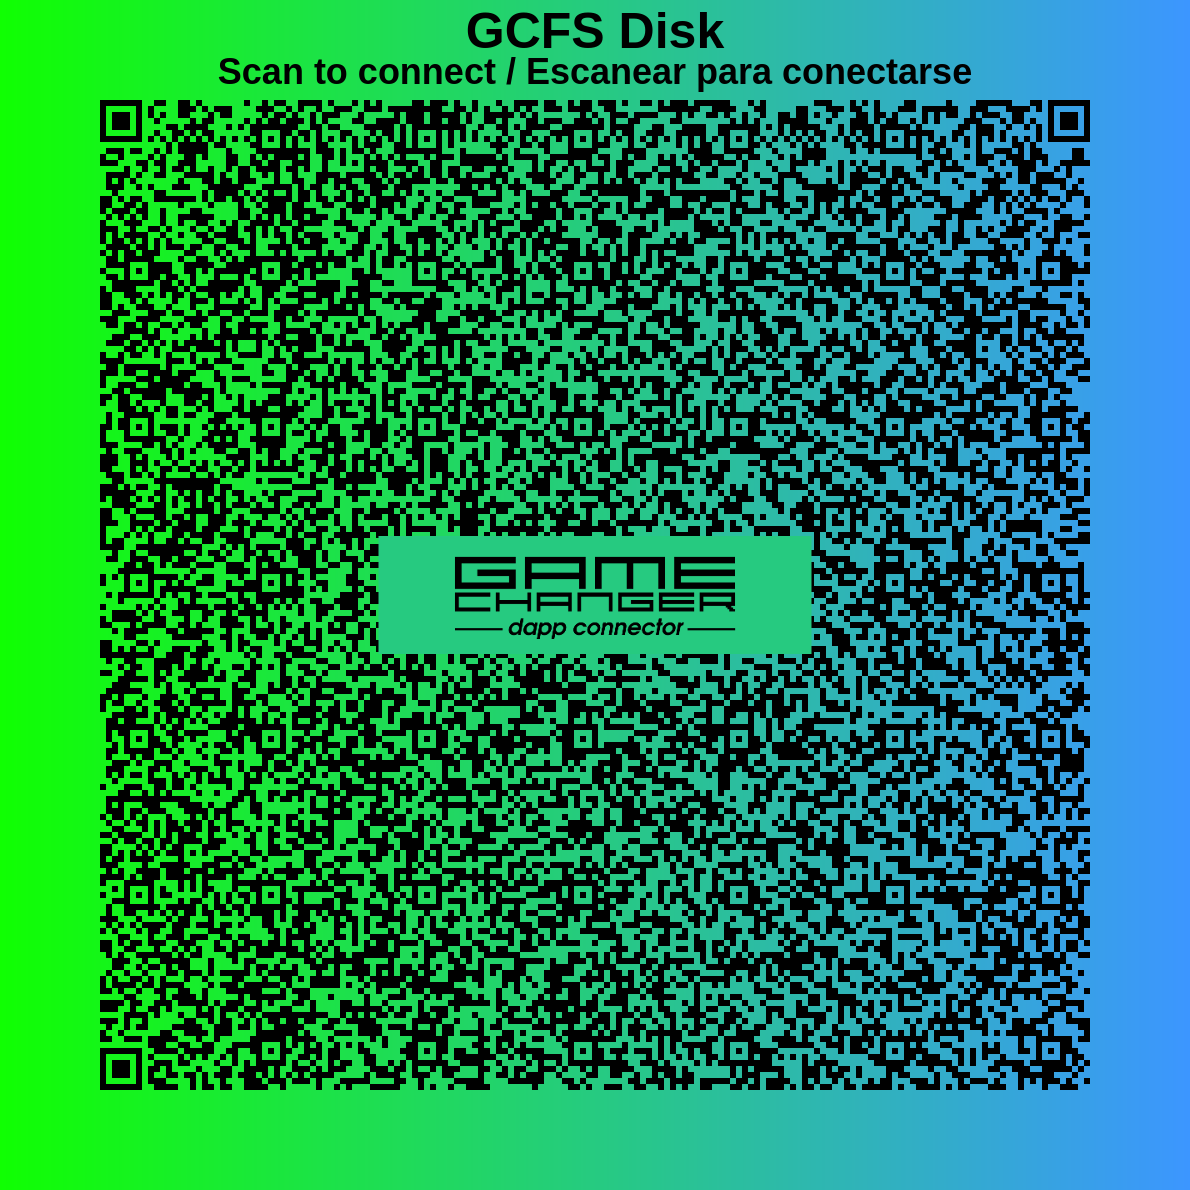 GCFS Disk
Scan to connect / Escanear para conectarse
GAME
CHANGER
dapp connector